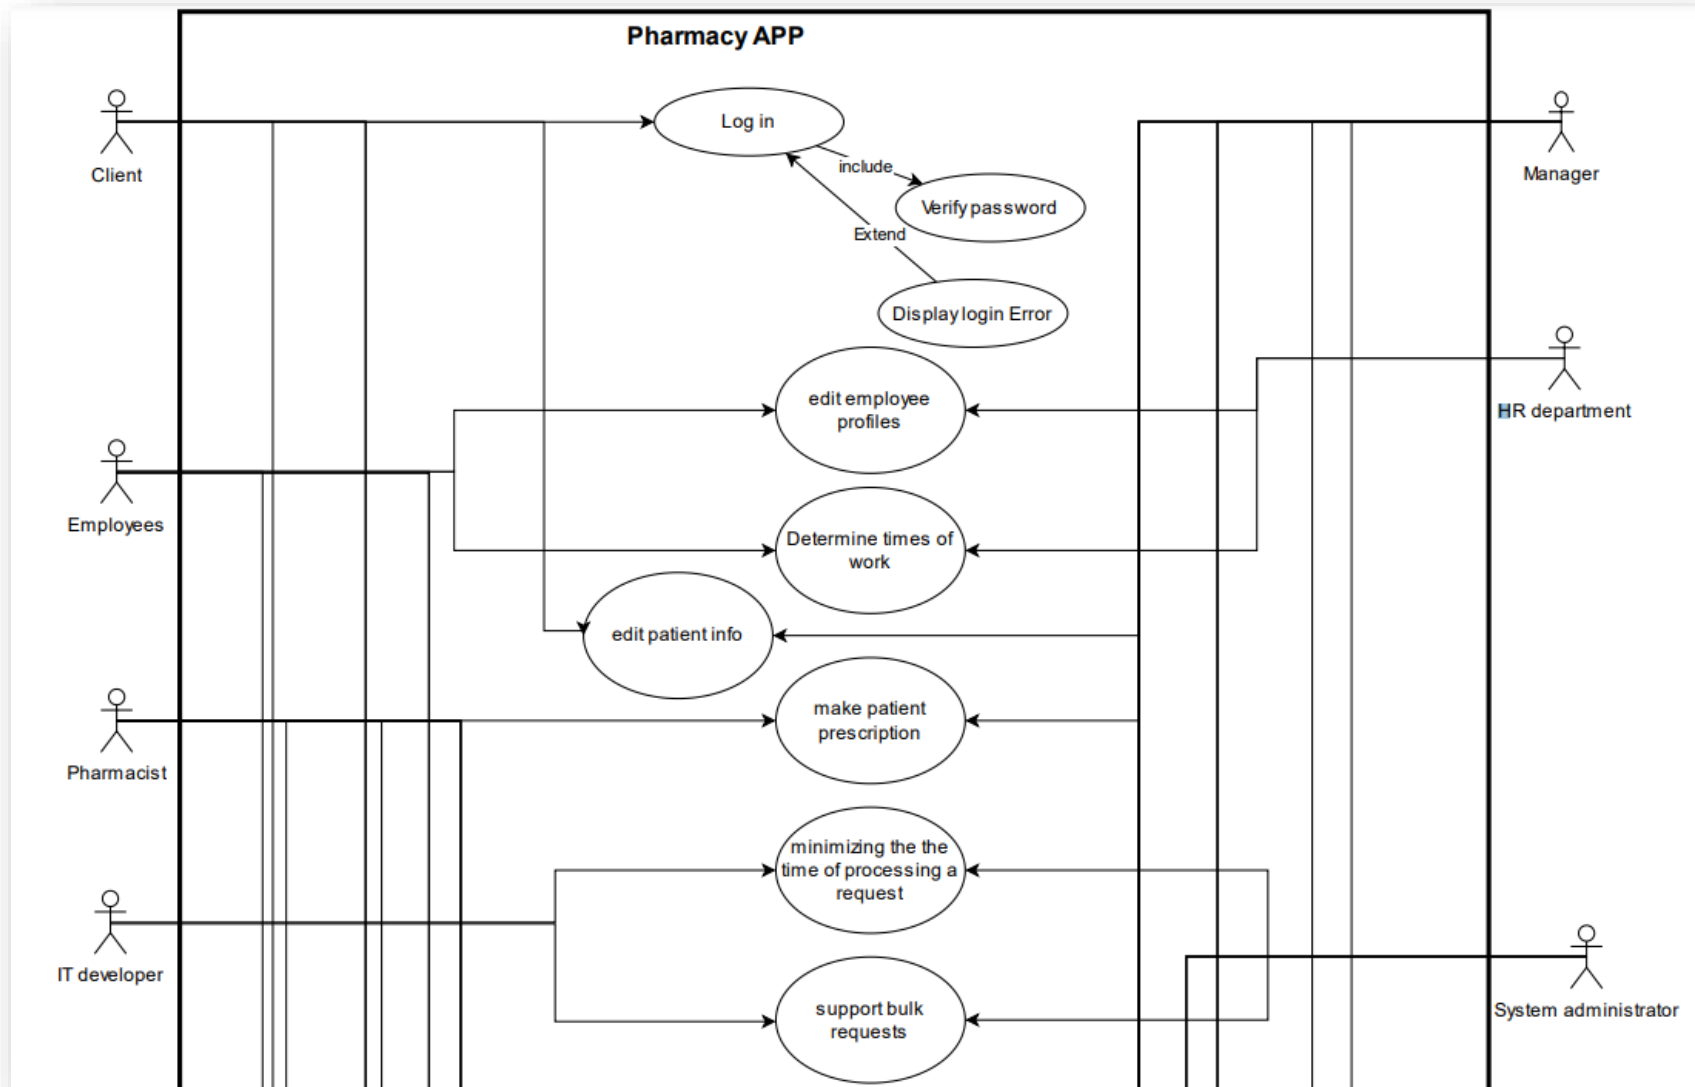 Pharmacy APP
Log in
Client
Manager
include
Verify password
Extend
Display login Error
edit employee
profiles
HR department
Employees
Determine times of
work
edit patient info
make patient
prescription
Pharmacist
minimizing the the
time of processing a
request
IT developer
support bulk
requests
System administrator